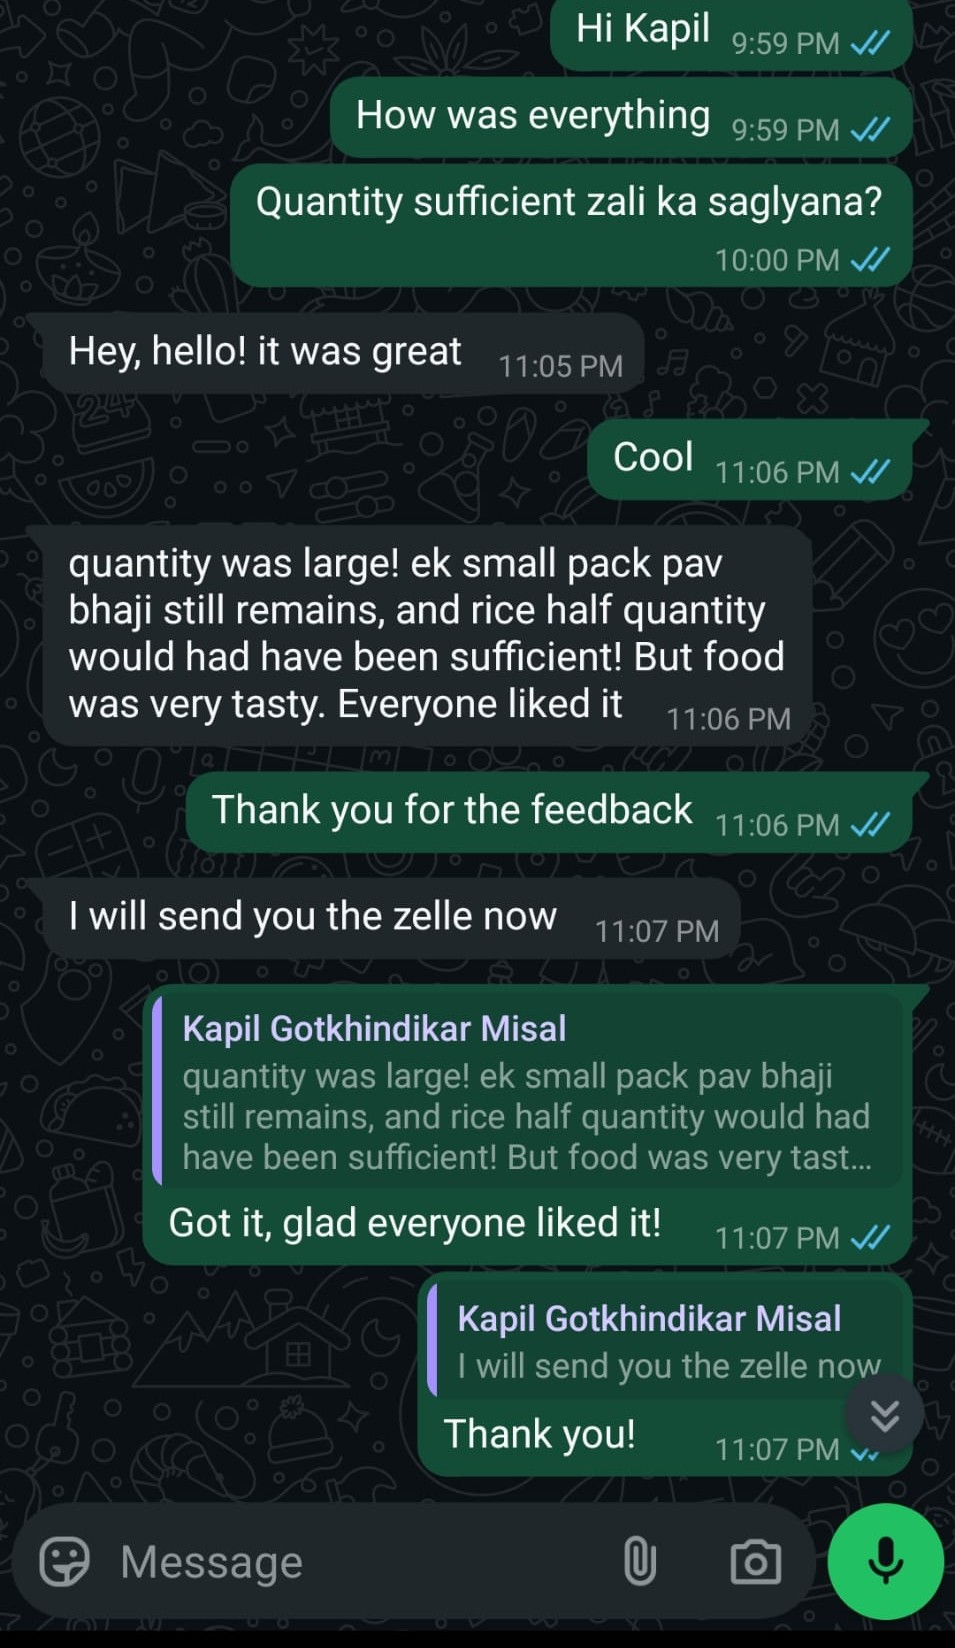 Hi Kapil 9:59 PM
How was everything 9:59 PM
Quantity sufficient zali ka saglyana?
10:00 PM
Hey, hello! it was great 11:05 PM
Cool 11:06 PM
quantity was large! ek small pack pav
bhaji still remains, and rice half quantity
would had have been sufficient! But food
was very tasty. Everyone liked it 11:06 PM
Thank you for the feedback 11:06 PM
I will send you the zelle now 11:07 PM
Kapil Gotkhindikar Misal
quantity was large! ek small pack pav bhaji
still remains, and rice half quantity would had
have been sufficient! But food was very tast...
Got it, glad everyone liked it! 11:07 PM
Kapil Gotkhindikar Misal
I will send you the zelle now
Thank you! 11:07 PM
Message